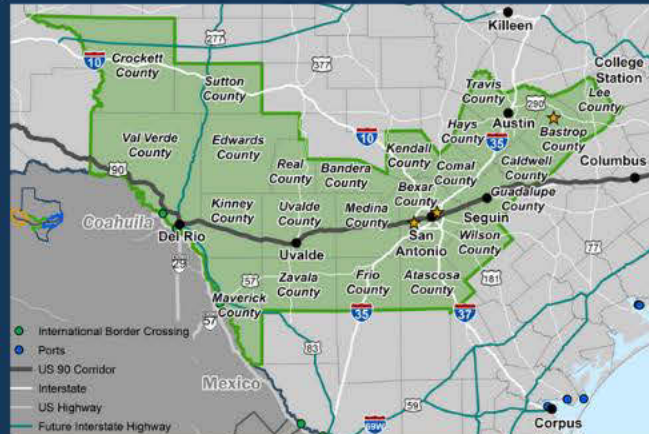 Killeen
277
377
10
Crockett
County
Sutton
County
Travis
County
290
College
Station
Lee
County
Austin
Hays
County
35
Bastrop
County
10
Kendall
County
Val Verde
County
Edwards
County
Real
County
Bandera
County
Comal
County
Caldwell
County
Columbus
90
Bexar
County
Guadalupe
County
Coahuila
Kinney
County
Uvalde
County
Medina
County
Seguin
Del Rio
San
Antonio
Wilson
County
77
Uvalde
29
57
Zavala
County
Frio
County
Atascosa
County
181
Maverick
County
57
35
37
83
Mexico
59
69W
Corpus
International Border Crossing
Ports
US 90 Corridor
Interstate
US Highway
Future Interstate Highway